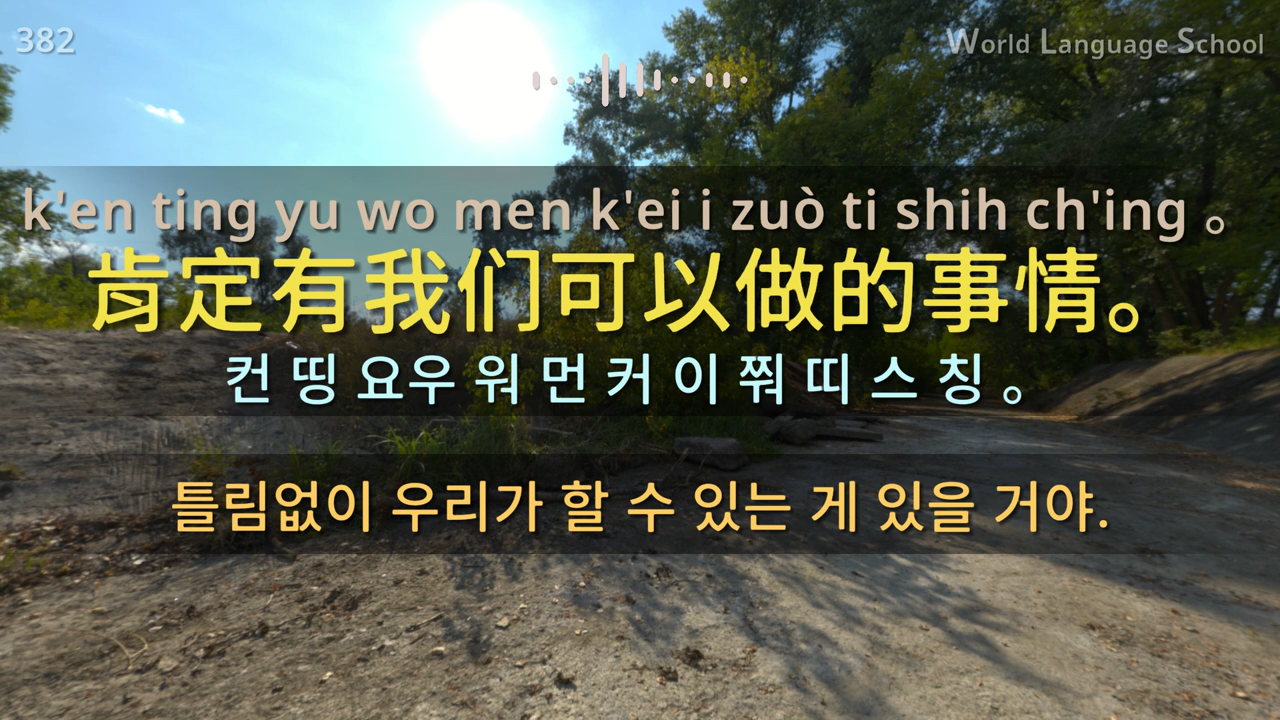 382
World Language School
k'en ting yu wo men k'ei i zuò ti shih ch'ing 。
肯定有我们可以做的事情。
컨 띵 요우 워 먼 커 이 쭤 띠 스 칭 。
틀림없이 우리가 할 수 있는 게 있을 거야.